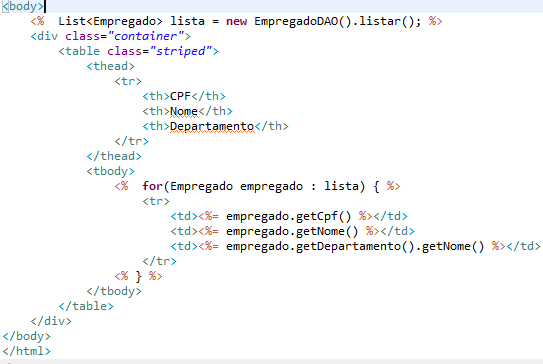 <body>
<%  List<Empregado> lista = new EmpregadoDAO().listar(); %>
<div class="container">
<table class="striped">
<thead>
<tr>
<th>CPF</th>
<th>Nome</th>
<th>Departamento</th>
</tr>
</thead>
<tbody>
<%  for(Empregado empregado : lista) { %>
<tr>
<td><%= empregado.getCpf() %></td>
<td><%= empregado.getNome() %></td>
<td><%= empregado.getDepartamento().getNome() %></td>
</tr>
<% } %>
</tbody>
</table>
</div>
</body>
</html>